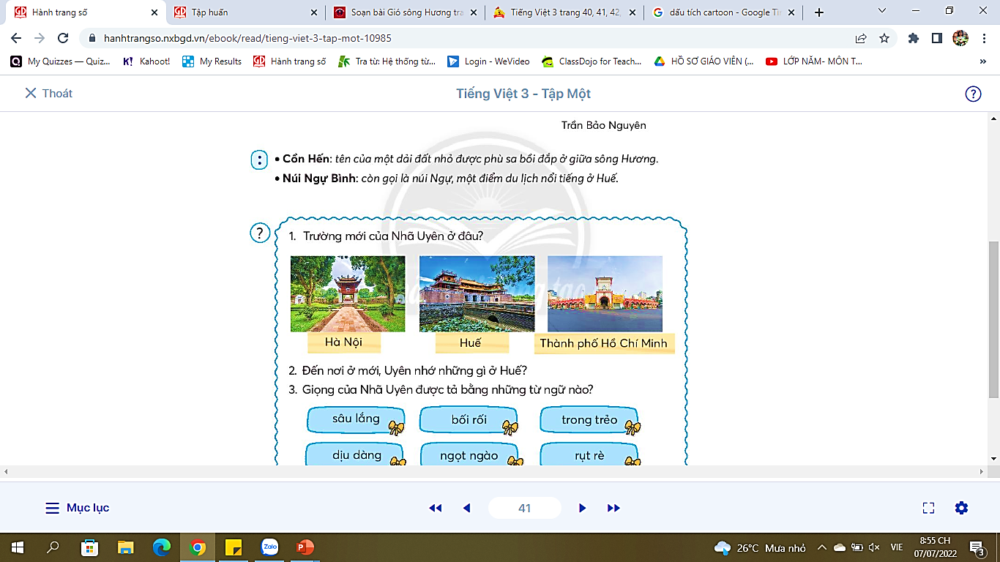 Hành trang số
Tập huấn
Soạn bài Gió sông Hương tra
Tiếng Việt 3 trang 40, 41, 42,
dấu tích cartoon - Google Tì
hanhtrangso.nxbgd.vn/ebook/read/tieng-viet-3-tap-mot-10985
My Quizzes — Quiz...
Kahoot!
My Results
Hành trang số
Tra từ: Hệ thống từ...
Login - WeVideo
ClassDojo for Teach...
HỒ SƠ GIÁO VIÊN (...
LỚP NĂM- MÔN T...
Thoát
Tiếng Việt 3 - Tập Một
Trần Bảo Nguyên
• Cồn Hến: tên của một dải đất nhỏ được phù sa bồi đắp ở giữa sông Hương.
• Núi Ngự Bình: còn gọi là núi Ngự, một điểm du lịch nổi tiếng ở Huế.
?
1. Trường mới của Nhã Uyên ở đâu?
Hà Nội
Huế
Thành phố Hồ Chí Minh
2. Đến nơi ở mới, Uyên nhớ những gì ở Huế?
3. Giọng của Nhã Uyên được tả bằng những từ ngữ nào?
sâu lắng
bối rối
trong trẻo
dịu dàng
ngọt ngào
rụt rè
Mục lục
41
26°C Mưa nhỏ
VIE
8:55 CH
07/07/2022
3